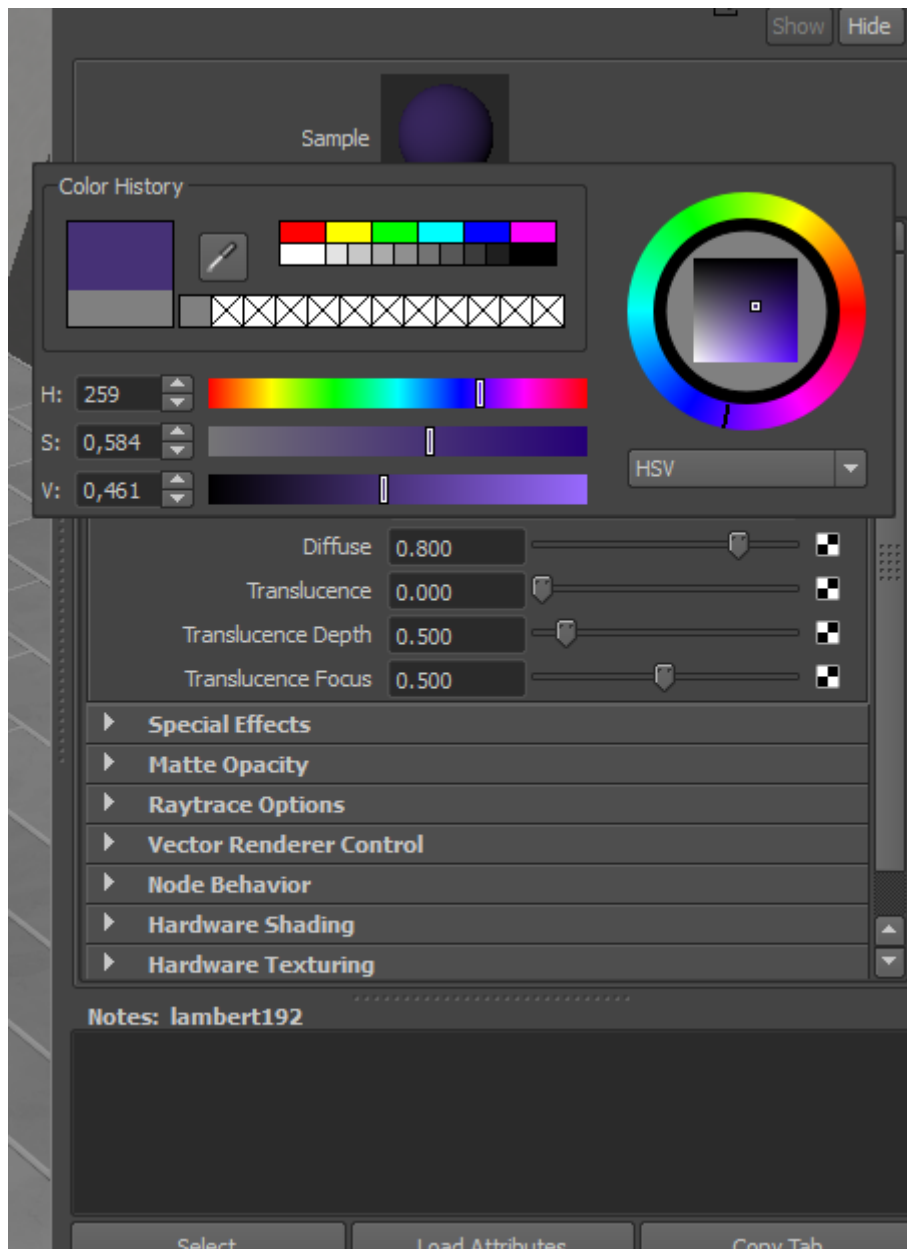 Show Hide
Sample
Color History
H: 259
S: 0,584
V: 0,461
HSV
Diffuse 0.800
Translucence 0.000
Translucence Depth 0.500
Translucence Focus 0.500
Special Effects
Matte Opacity
Raytrace Options
Vector Renderer Control
Node Behavior
Hardware Shading
Hardware Texturing
Notes: lambert192
Select Load Attributes Copy Tab